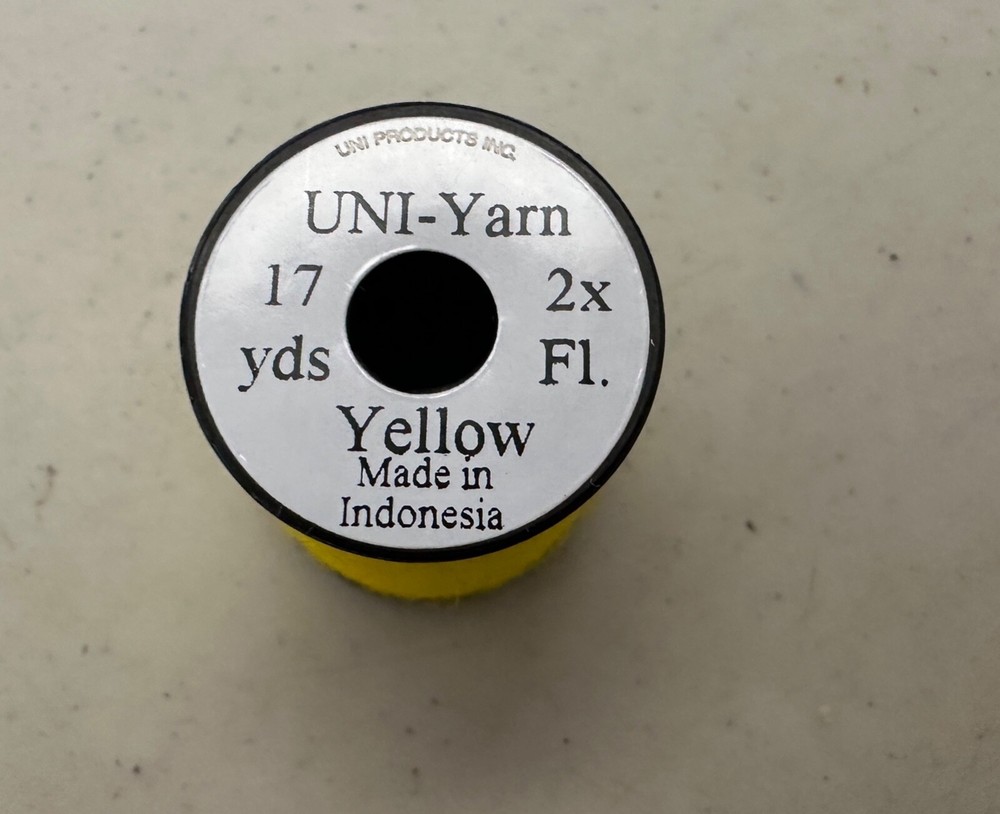 UNI PRODUCTS INC.
UNI-Yarn
17 2x
yds Fl.
Yellow
Made in
Indonesia